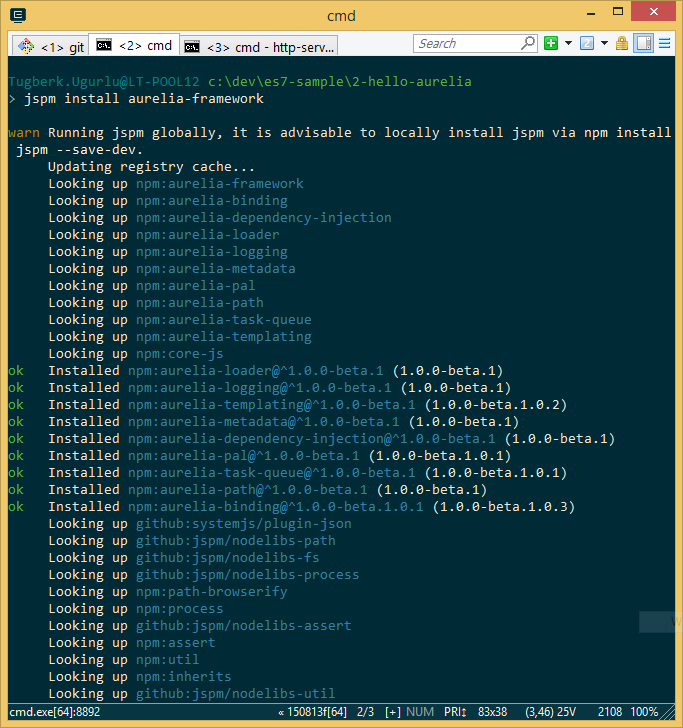 cmd
<1> git
<2> cmd
<3> cmd - http-serv...
Search
Tugberk.Ugurlu@LT-POOL12 c:\dev\es7-sample\2-hello-aurelia
> jspm install aurelia-framework
warn Running jspm globally, it is advisable to locally install jspm via npm install
jspm --save-dev.
Updating registry cache...
Looking up npm:aurelia-framework
Looking up npm:aurelia-binding
Looking up npm:aurelia-dependency-injection
Looking up npm:aurelia-loader
Looking up npm:aurelia-logging
Looking up npm:aurelia-metadata
Looking up npm:aurelia-pal
Looking up npm:aurelia-path
Looking up npm:aurelia-task-queue
Looking up npm:aurelia-templating
Looking up npm:core-js
ok Installed npm:aurelia-loader@^1.0.0-beta.1 (1.0.0-beta.1)
ok Installed npm:aurelia-logging@^1.0.0-beta.1 (1.0.0-beta.1)
ok Installed npm:aurelia-templating@^1.0.0-beta.1 (1.0.0-beta.1.0.2)
ok Installed npm:aurelia-metadata@^1.0.0-beta.1 (1.0.0-beta.1)
ok Installed npm:aurelia-dependency-injection@^1.0.0-beta.1 (1.0.0-beta.1)
ok Installed npm:aurelia-pal@^1.0.0-beta.1 (1.0.0-beta.1.0.1)
ok Installed npm:aurelia-task-queue@^1.0.0-beta.1 (1.0.0-beta.1.0.1)
ok Installed npm:aurelia-path@^1.0.0-beta.1 (1.0.0-beta.1)
ok Installed npm:aurelia-binding@^1.0.0-beta.1.0.1 (1.0.0-beta.1.0.3)
Looking up github:systemjs/plugin-json
Looking up github:jspm/nodelibs-path
Looking up github:jspm/nodelibs-fs
Looking up github:jspm/nodelibs-process
Looking up npm:path-browserify
Looking up npm:process
Looking up github:jspm/nodelibs-assert
Looking up npm:assert
Looking up npm:util
Looking up npm:inherits
Looking up github:jspm/nodelibs-util
cmd.exe[64]:8892 « 150813f[64] 2/3 [+] NUM PRI↕ 83x38 (3,46) 25V 2108 100%